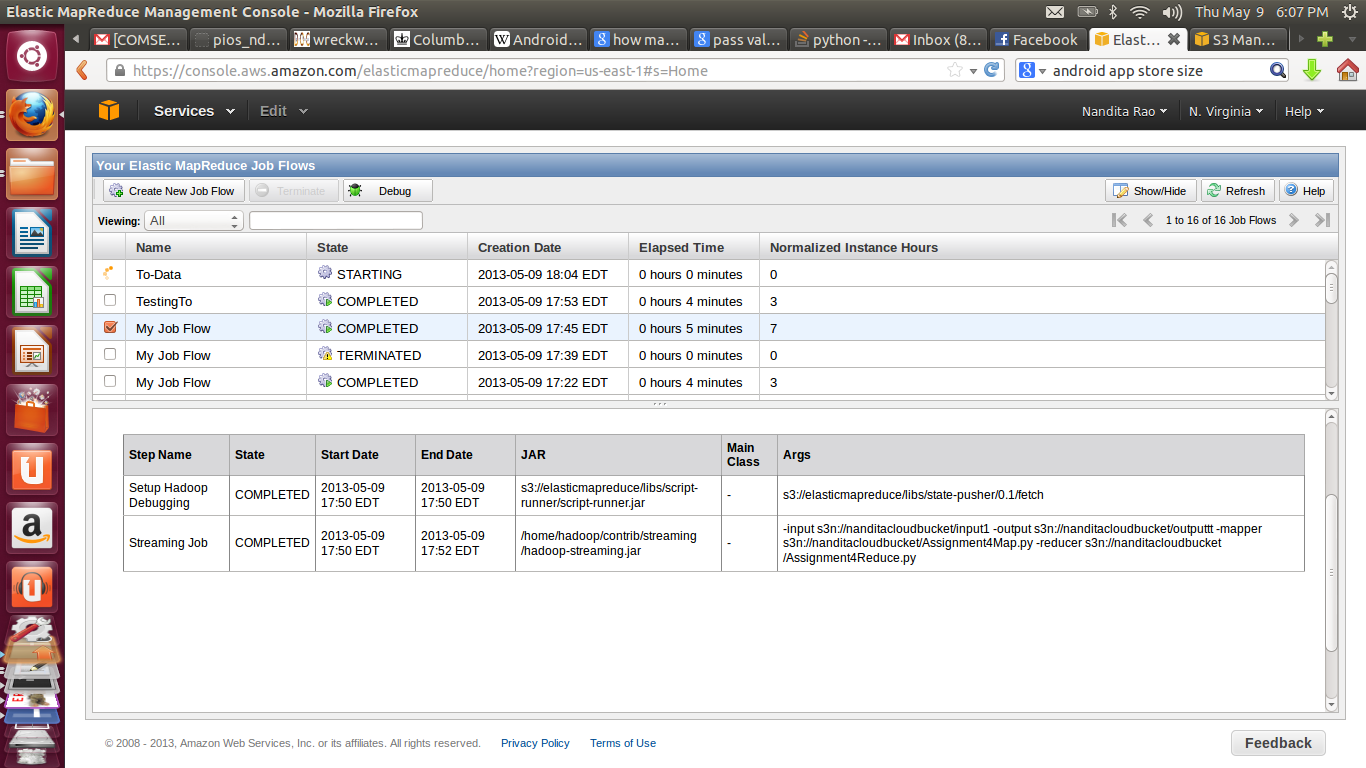 Elastic MapReduce Management Console - Mozilla Firefox
Thu May 9 6:07 PM
[COMSE...
pios_nd...
wreckw...
Columb...
Android...
how ma...
pass val...
python -...
Inbox (8...
Facebook
Elast...
S3 Man...
https://console.aws.amazon.com/elasticmapreduce/home?region=us-east-1#s=Home
android app store size
Services
Edit
Nandita Rao
N. Virginia
Help
Your Elastic MapReduce Job Flows
Create New Job Flow
Terminate
Debug
Show/Hide
Refresh
Help
Viewing:
All
1 to 16 of 16 Job Flows
Name State Creation Date Elapsed Time Normalized Instance Hours
To-Data STARTING 2013-05-09 18:04 EDT 0 hours 0 minutes 0
TestingTo COMPLETED 2013-05-09 17:53 EDT 0 hours 4 minutes 3
My Job Flow COMPLETED 2013-05-09 17:45 EDT 0 hours 5 minutes 7
My Job Flow TERMINATED 2013-05-09 17:39 EDT 0 hours 0 minutes 0
My Job Flow COMPLETED 2013-05-09 17:22 EDT 0 hours 4 minutes 3
Step Name
State
Start Date
End Date
JAR
Main
Class
Args
Setup Hadoop
Debugging
COMPLETED
2013-05-09
17:50 EDT
2013-05-09
17:50 EDT
s3://elasticmapreduce/libs/script-
runner/script-runner.jar
-
s3://elasticmapreduce/libs/state-pusher/0.1/fetch
Streaming Job
COMPLETED
2013-05-09
17:50 EDT
2013-05-09
17:52 EDT
/home/hadoop/contrib/streaming
/hadoop-streaming.jar
-
-input s3n://nanditacloudbucket/input1 -output s3n://nanditacloudbucket/outputtt -mapper
s3n://nanditacloudbucket/Assignment4Map.py -reducer s3n://nanditacloudbucket
/Assignment4Reduce.py
© 2008 - 2013, Amazon Web Services, Inc. or its affiliates. All rights reserved.
Privacy Policy
Terms of Use
Feedback